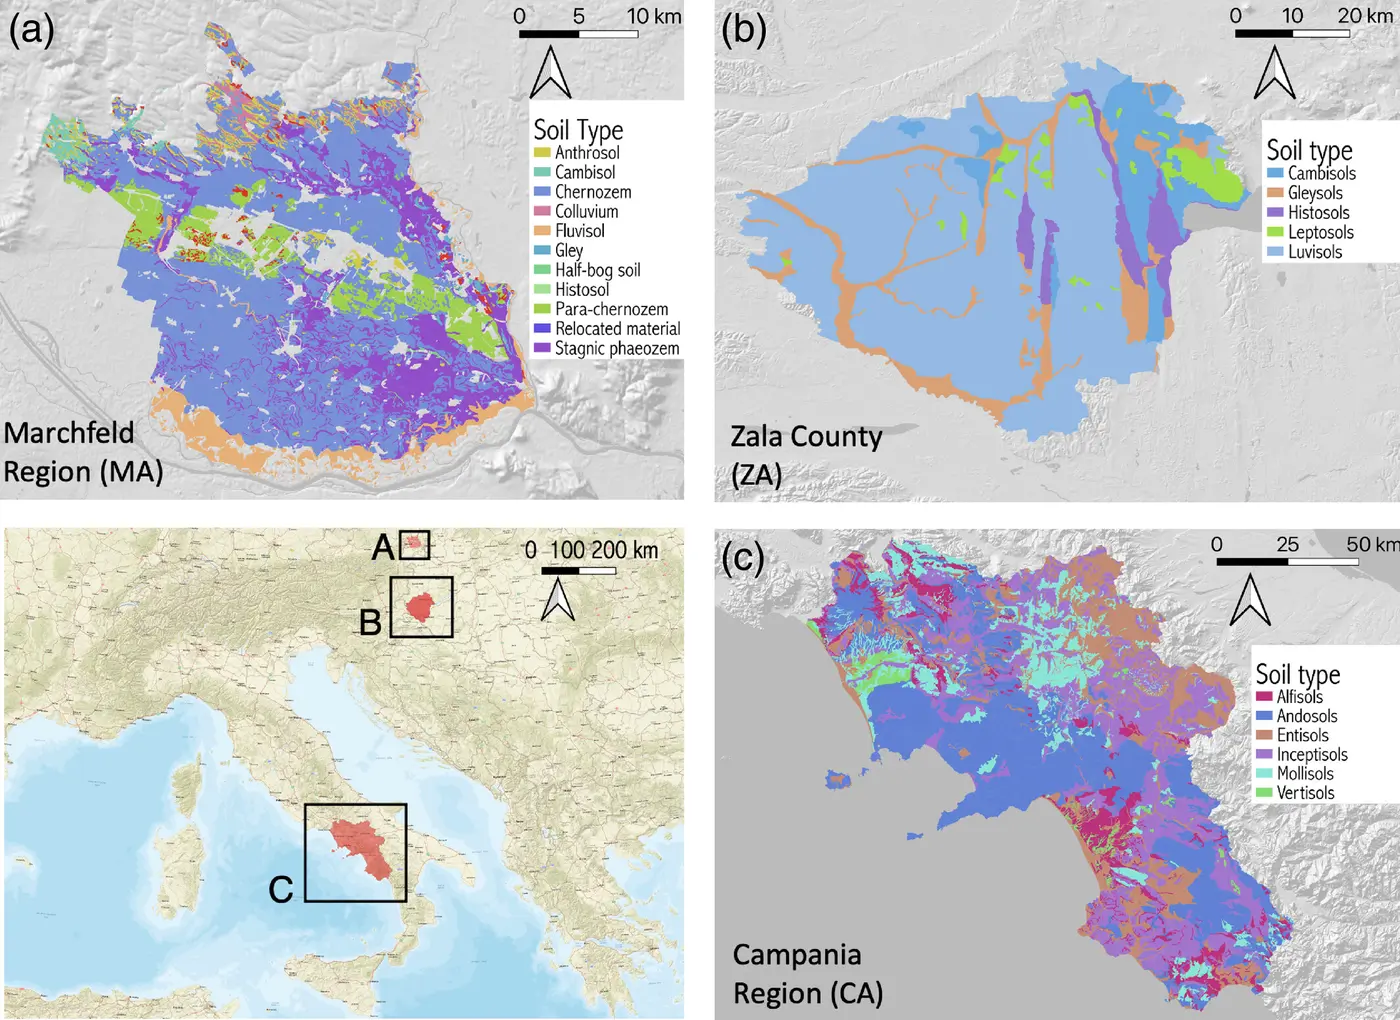 (a)
0 5 10 km
Soil Type
Anthrosol
Cambisol
Chernozem
Colluvium
Fluvisol
Gley
Half-bog soil
Histosol
Para-chernozem
Relocated material
Stagnic phaeozem
Marchfeld
Region (MA)
(b)
0 10 20 km
Soil type
Cambisols
Gleysols
Histosols
Leptosols
Luvisols
Zala County
(ZA)
A
B
C
0 100 200 km
(c)
0 25 50 km
Soil type
Alfisols
Andosols
Entisols
Inceptisols
Mollisols
Vertisols
Campania
Region (CA)